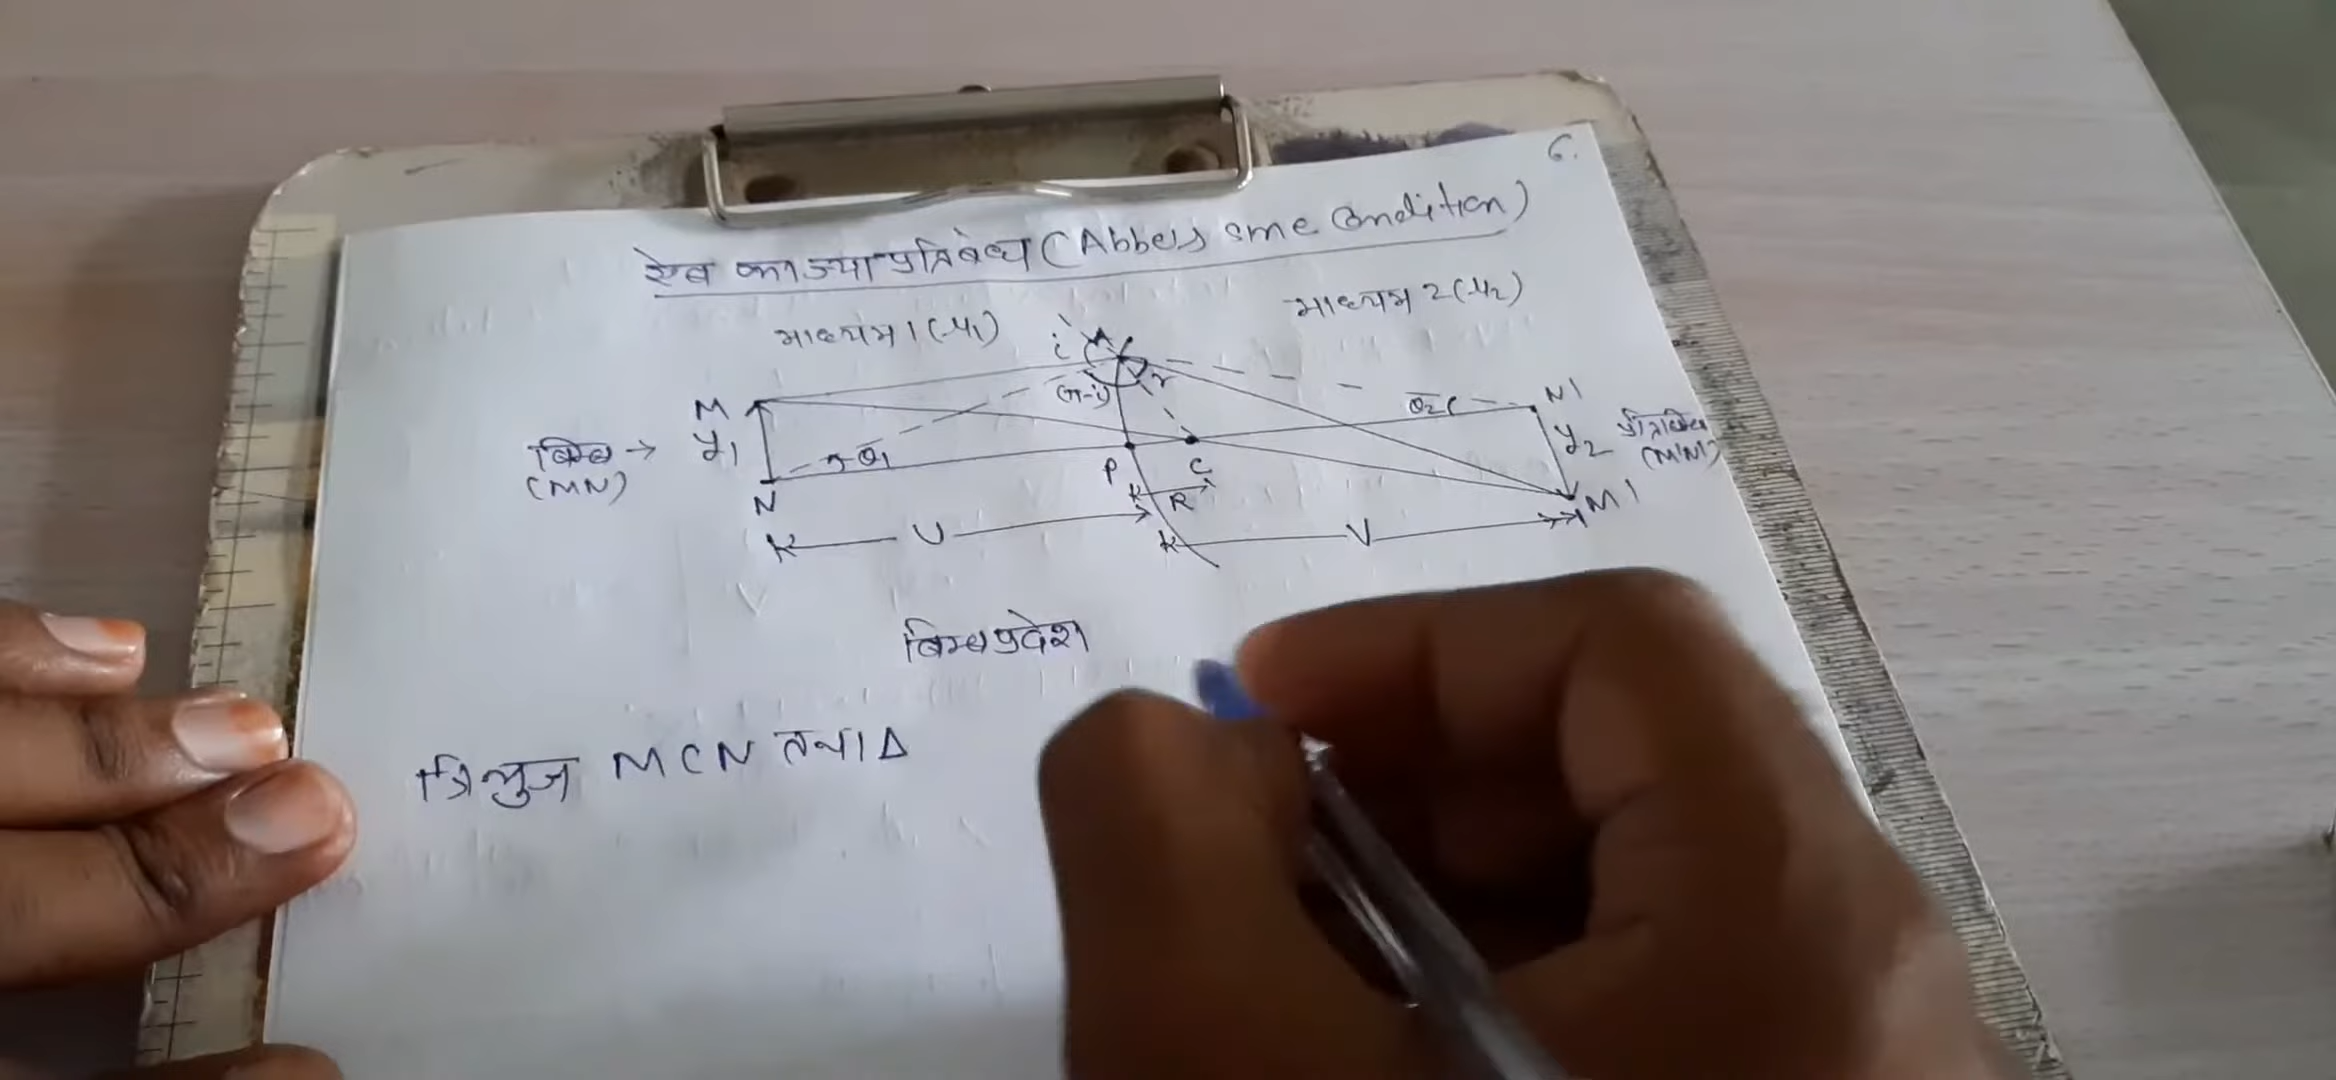 6.
ऐब का ज्या प्रतिबंध (Abbe's sine Condition)
माध्यम 1 (μ1)
माध्यम 2 (μ2)
i A
(π-i) r
M
y1
N
बिम्ब →
(MN)
θ1
P C
R
θ2
N'
y2
M'
प्रतिबिम्ब
(M'N')
U
V
बिम्ब प्रदेश
त्रिभुज MCN तथा Δ